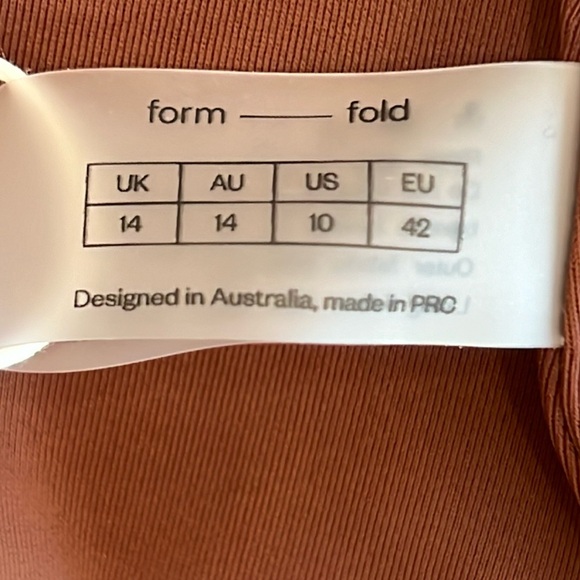 form —— fold
UK AU US EU
14 14 10 42
Designed in Australia, made in PRC